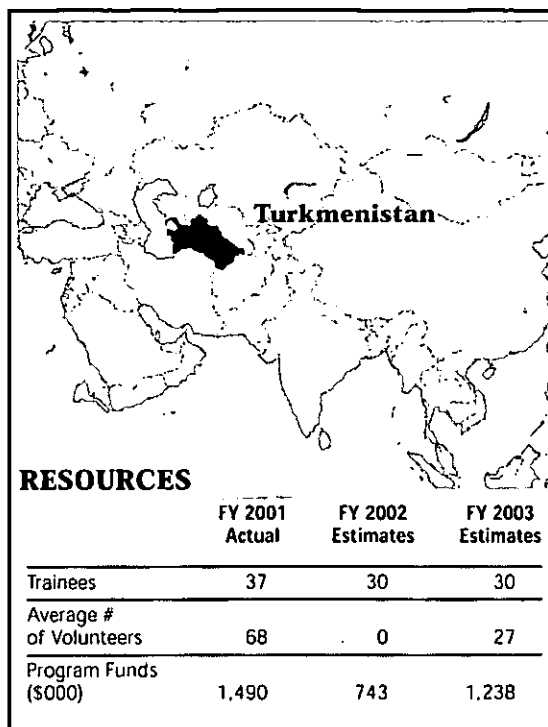 Turkmenistan
RESOURCES
FY 2001 FY 2002 FY 2003
Actual Estimates Estimates
Trainees 37 30 30
Average #
of Volunteers 68 0 27
Program Funds
($000) 1,490 743 1,238